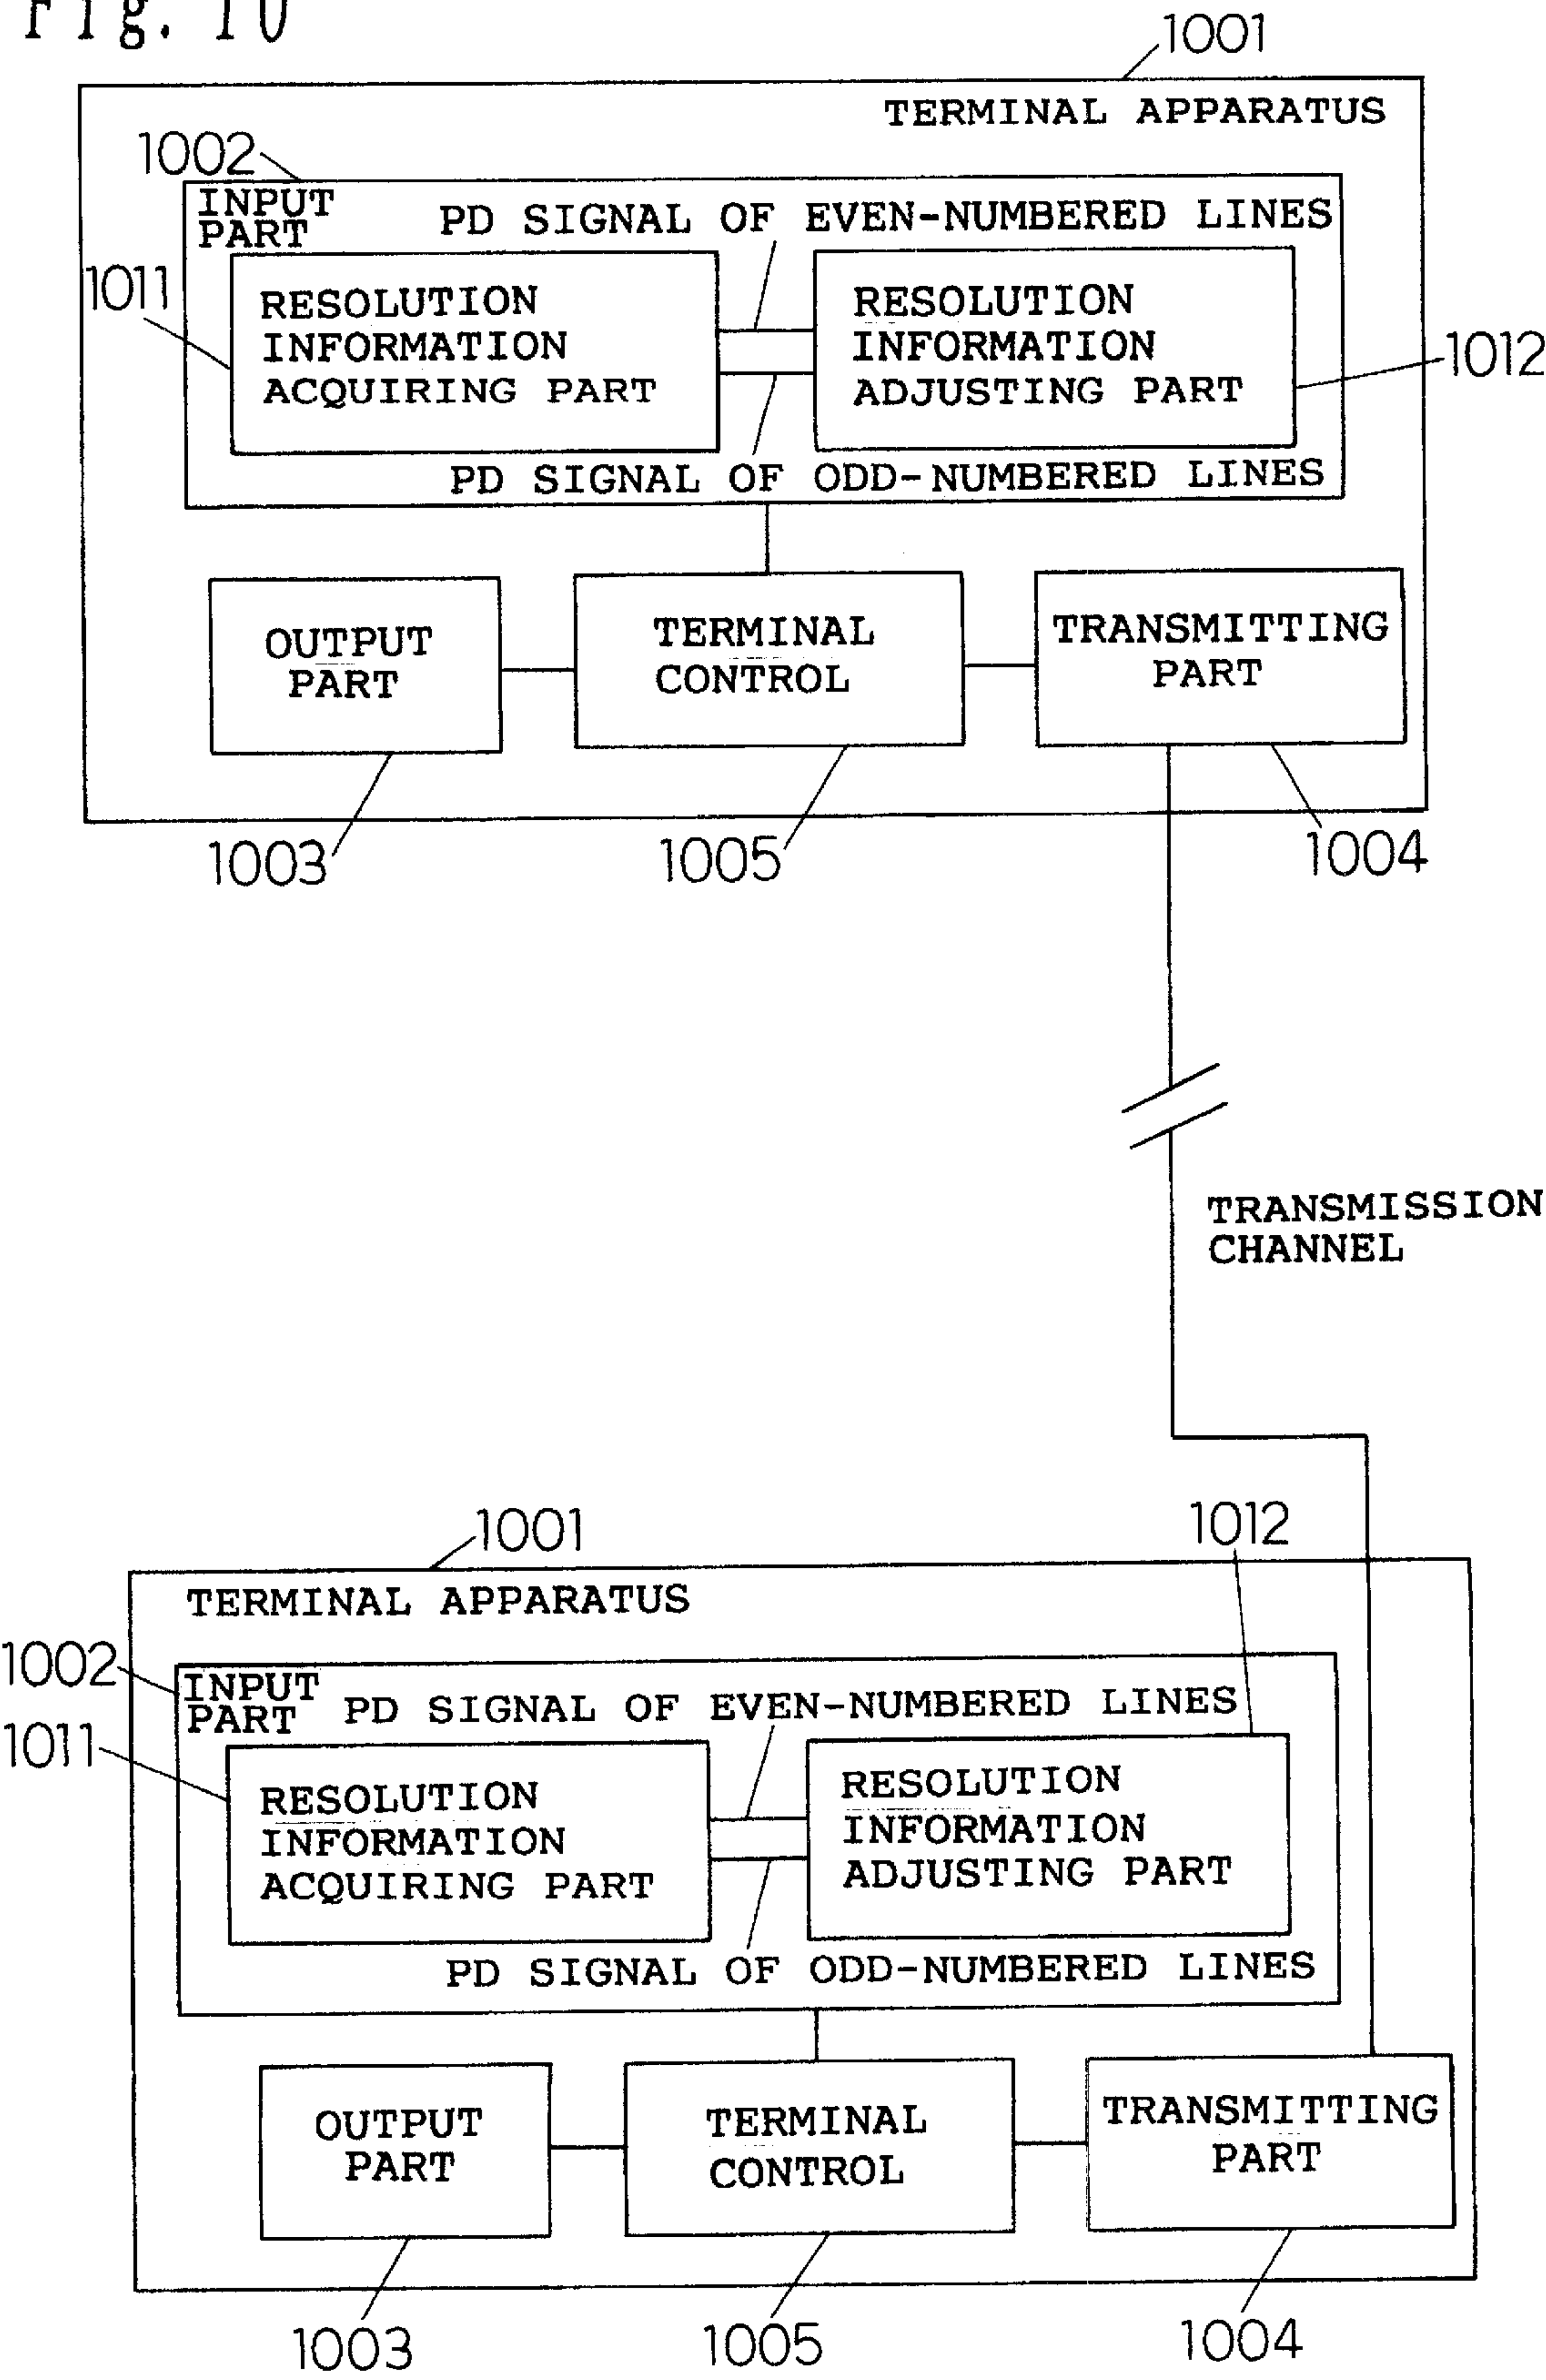 Fig. 10
1001
TERMINAL APPARATUS
1002
INPUT
PART
PD SIGNAL OF EVEN-NUMBERED LINES
1011
RESOLUTION
INFORMATION
ACQUIRING PART
RESOLUTION
INFORMATION
ADJUSTING PART
1012
PD SIGNAL OF ODD-NUMBERED LINES
OUTPUT
PART
TERMINAL
CONTROL
TRANSMITTING
PART
1003
1005
1004
TRANSMISSION
CHANNEL
1001
1012
TERMINAL APPARATUS
1002
INPUT
PART
PD SIGNAL OF EVEN-NUMBERED LINES
1011
RESOLUTION
INFORMATION
ACQUIRING PART
RESOLUTION
INFORMATION
ADJUSTING PART
PD SIGNAL OF ODD-NUMBERED LINES
OUTPUT
PART
TERMINAL
CONTROL
TRANSMITTING
PART
1003
1005
1004